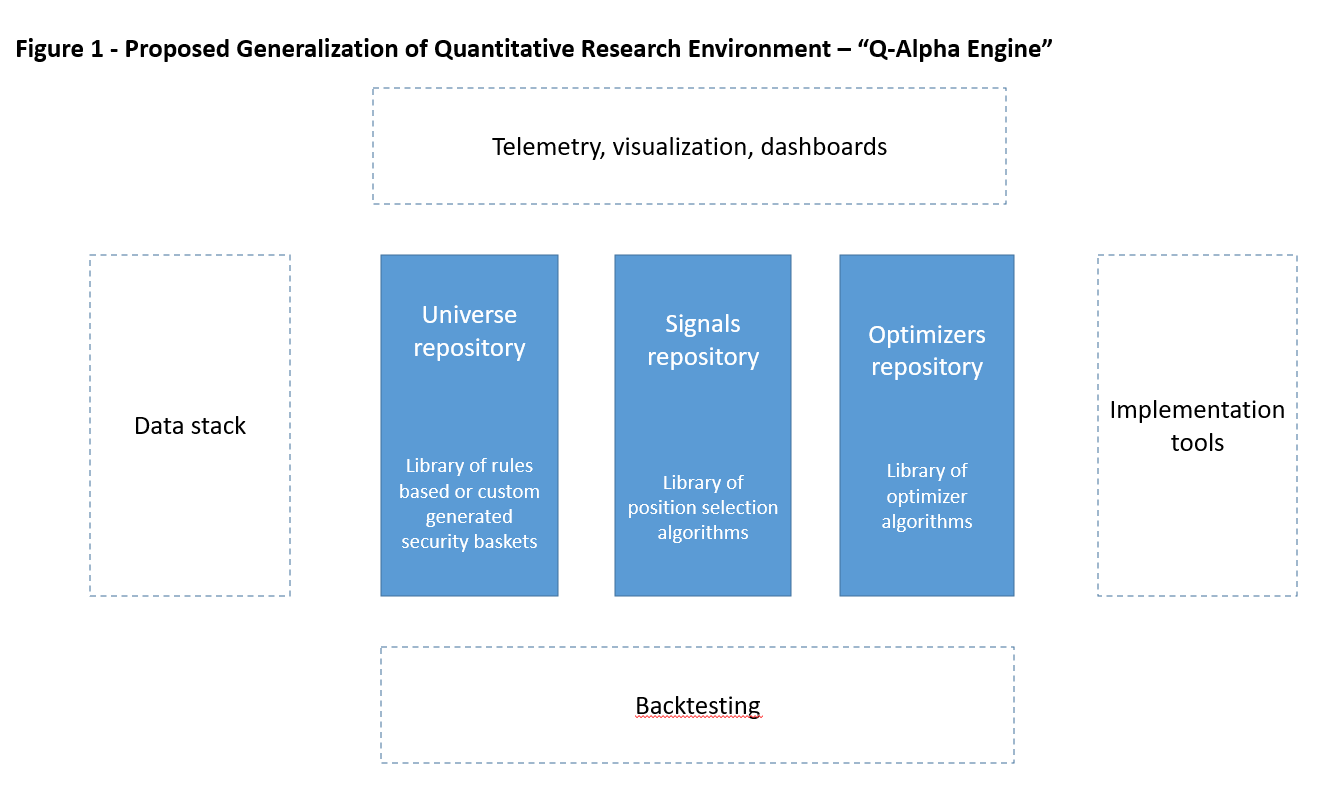 Figure 1 - Proposed Generalization of Quantitative Research Environment – “Q-Alpha Engine”
Telemetry, visualization, dashboards
Data stack
Universe
repository
Library of rules
based or custom
generated
security baskets
Signals
repository
Library of
position selection
algorithms
Optimizers
repository
Library of
optimizer
algorithms
Implementation
tools
Backtesting